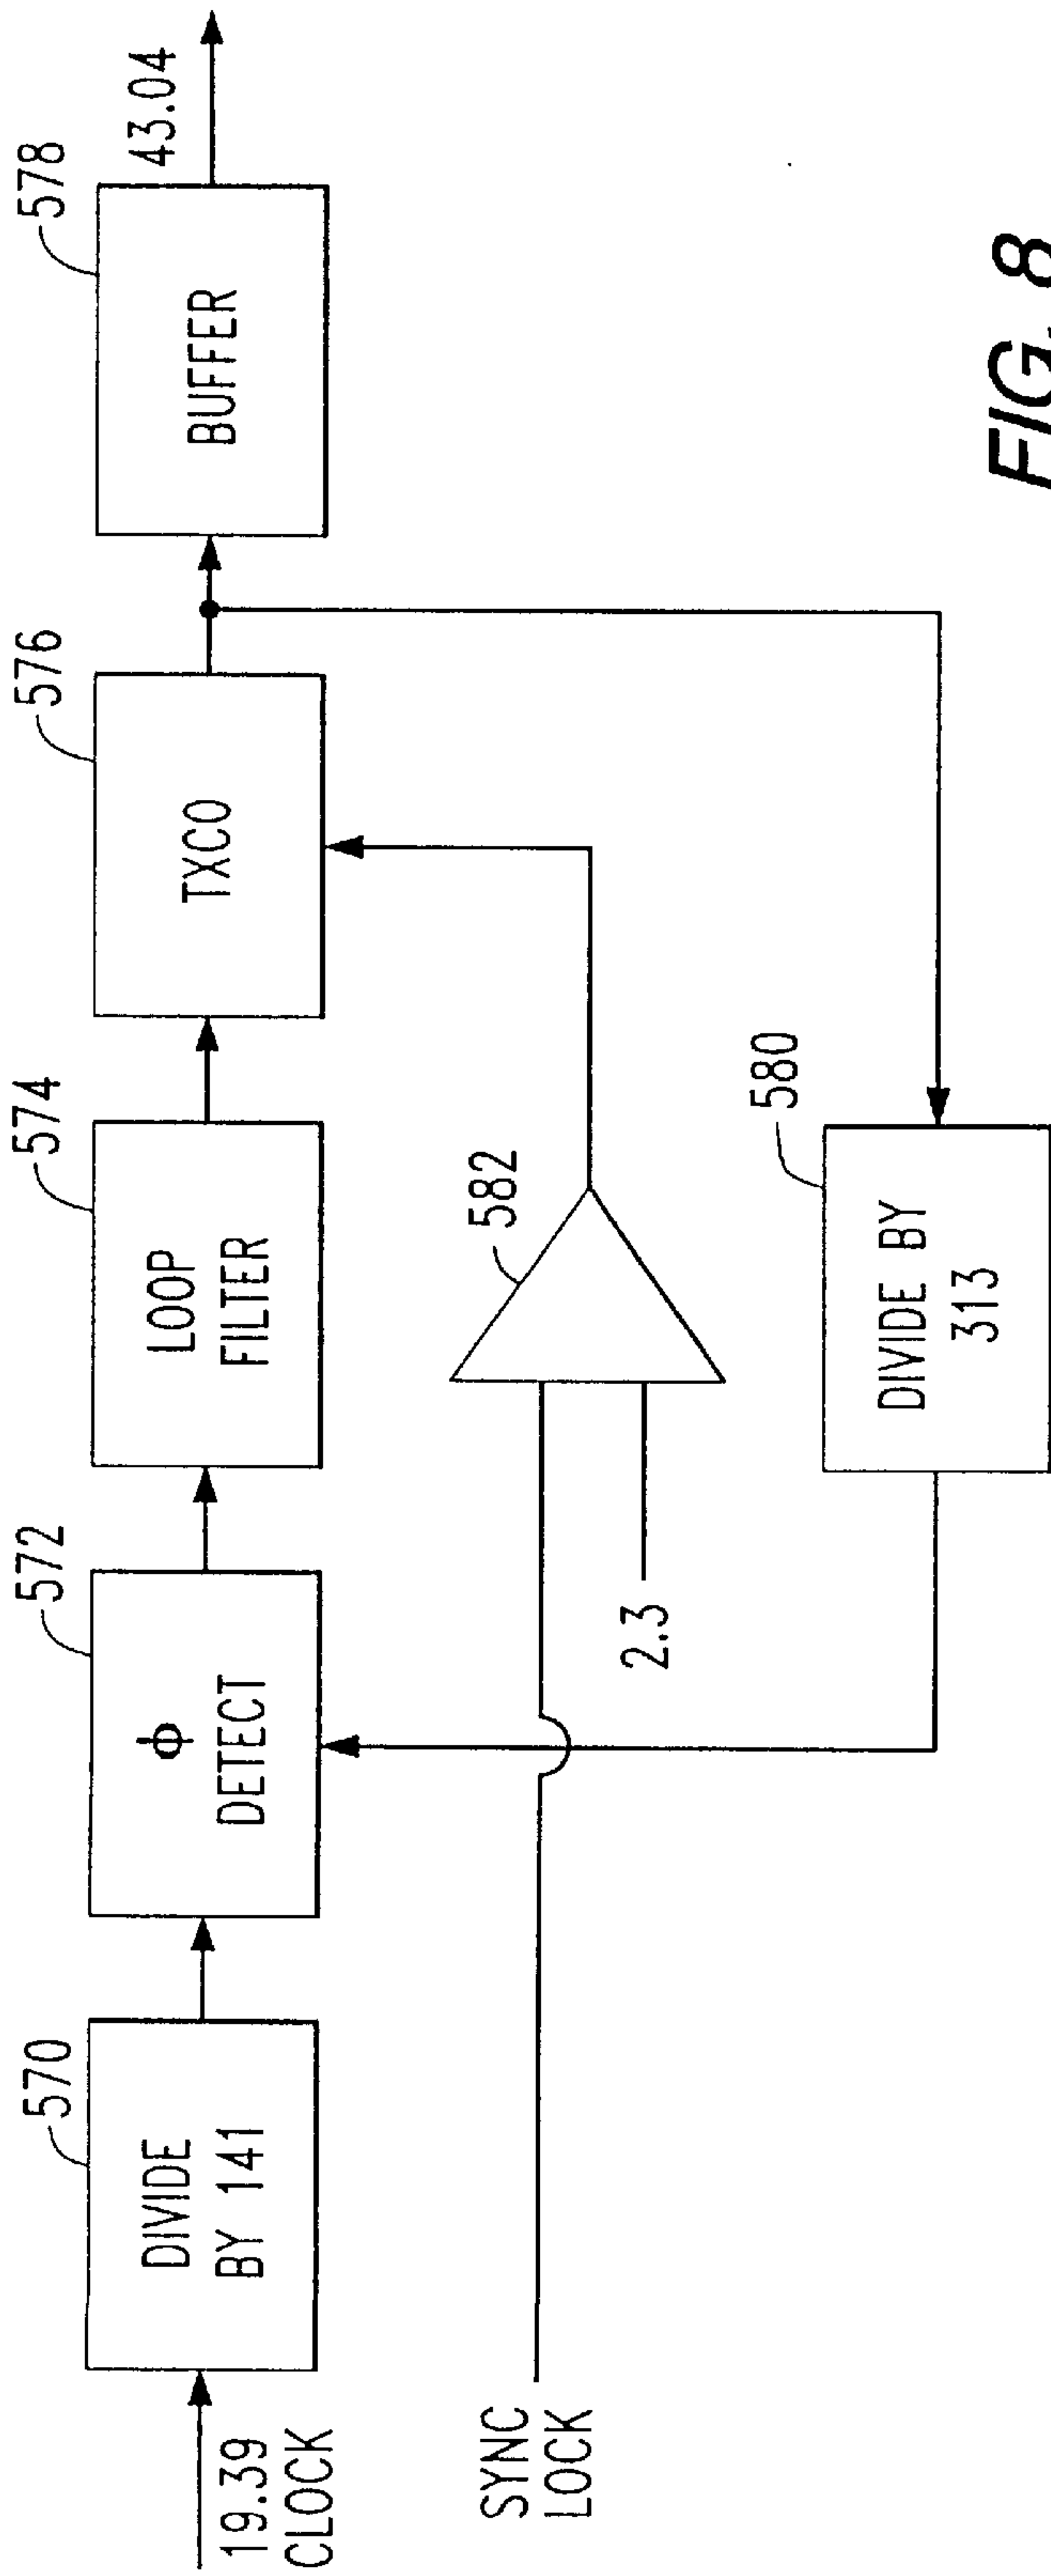 19.39
CLOCK
DIVIDE
BY 141
570
Φ
DETECT
572
LOOP
FILTER
574
TXCO
576
BUFFER
578
43.04
SYNC
LOCK
2.3
582
DIVIDE BY
313
580
FIG. 8